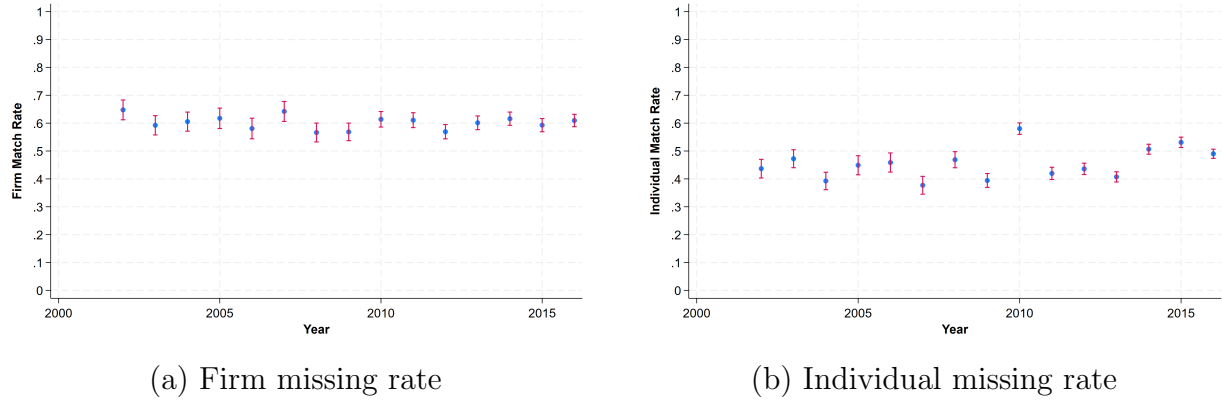 1
.9
.8
.7
.6
.5
.4
.3
.2
.1
0
Firm Match Rate
2000 2005 2010 2015
Year
(a) Firm missing rate
1
.9
.8
.7
.6
.5
.4
.3
.2
.1
0
Individual Match Rate
2000 2005 2010 2015
Year
(b) Individual missing rate